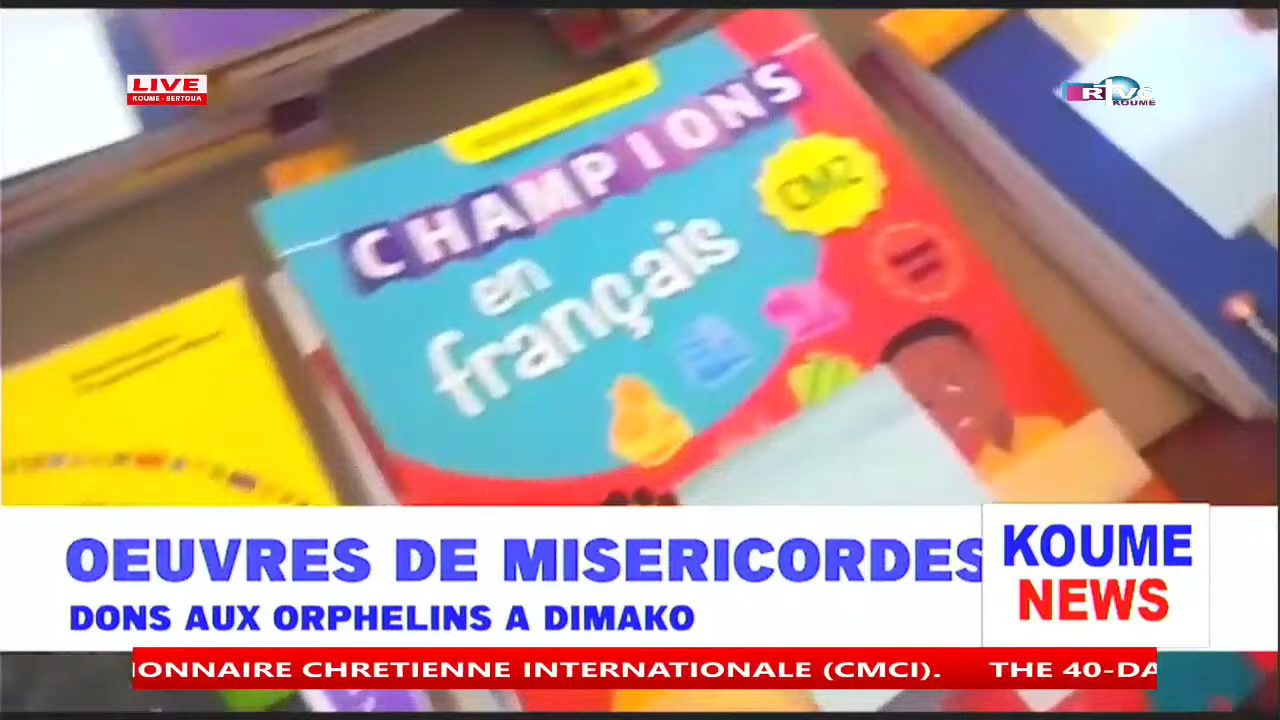 LIVE
KOUME - BERTOUA
RTV
KOUME
CHAMPIONS
en
français
CM2
OEUVRES DE MISERICORDES
DONS AUX ORPHELINS A DIMAKO
KOUME
NEWS
IONNAIRE CHRETIENNE INTERNATIONALE (CMCI). THE 40-DA